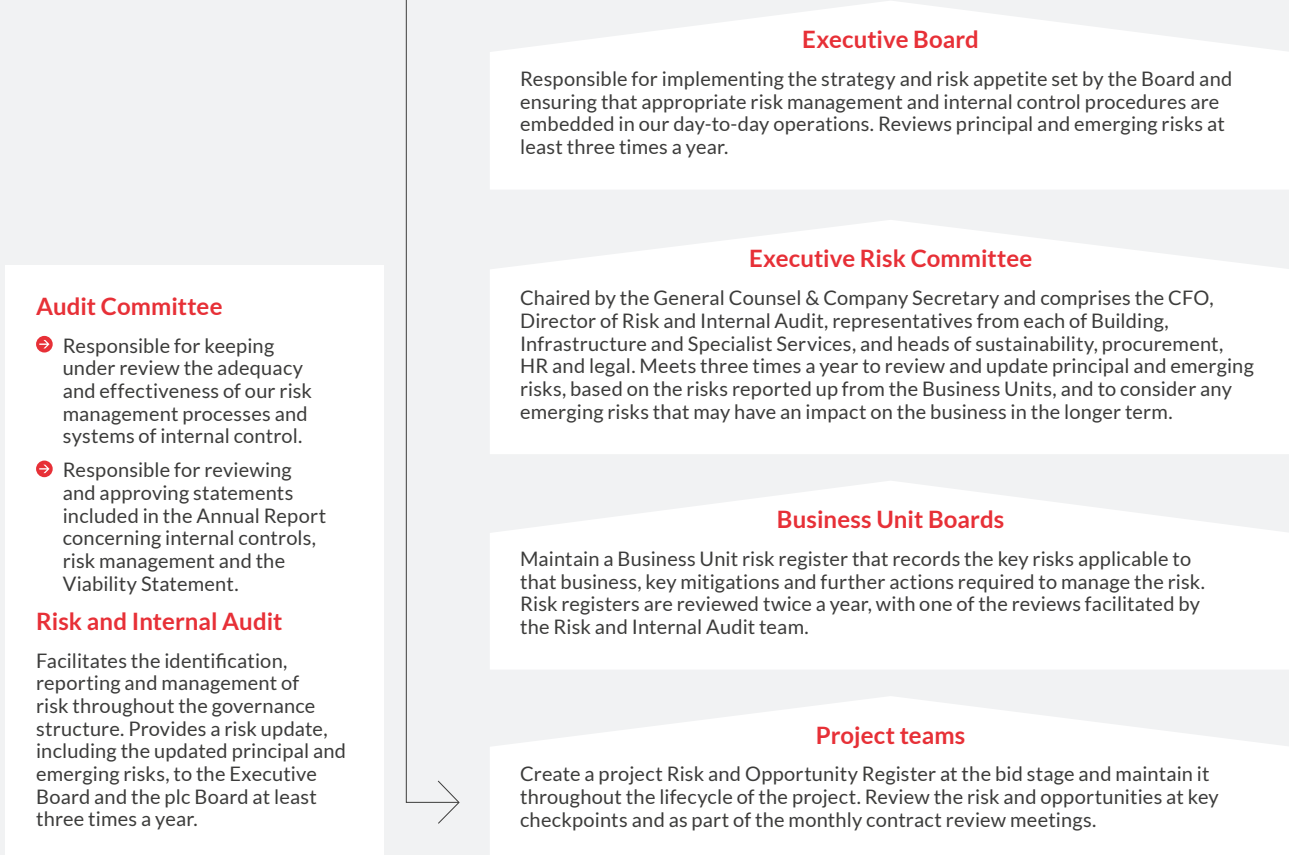 Executive Board
Responsible for implementing the strategy and risk appetite set by the Board and
ensuring that appropriate risk management and internal control procedures are
embedded in our day-to-day operations. Reviews principal and emerging risks at
least three times a year.
Executive Risk Committee
Chaired by the General Counsel & Company Secretary and comprises the CFO,
Director of Risk and Internal Audit, representatives from each of Building,
Infrastructure and Specialist Services, and heads of sustainability, procurement,
HR and legal. Meets three times a year to review and update principal and emerging
risks, based on the risks reported up from the Business Units, and to consider any
emerging risks that may have an impact on the business in the longer term.
Business Unit Boards
Maintain a Business Unit risk register that records the key risks applicable to
that business, key mitigations and further actions required to manage the risk.
Risk registers are reviewed twice a year, with one of the reviews facilitated by
the Risk and Internal Audit team.
Project teams
Create a project Risk and Opportunity Register at the bid stage and maintain it
throughout the lifecycle of the project. Review the risk and opportunities at key
checkpoints and as part of the monthly contract review meetings.
Audit Committee
Responsible for keeping
under review the adequacy
and effectiveness of our risk
management processes and
systems of internal control.
Responsible for reviewing
and approving statements
included in the Annual Report
concerning internal controls,
risk management and the
Viability Statement.
Risk and Internal Audit
Facilitates the identification,
reporting and management of
risk throughout the governance
structure. Provides a risk update,
including the updated principal and
emerging risks, to the Executive
Board and the plc Board at least
three times a year.